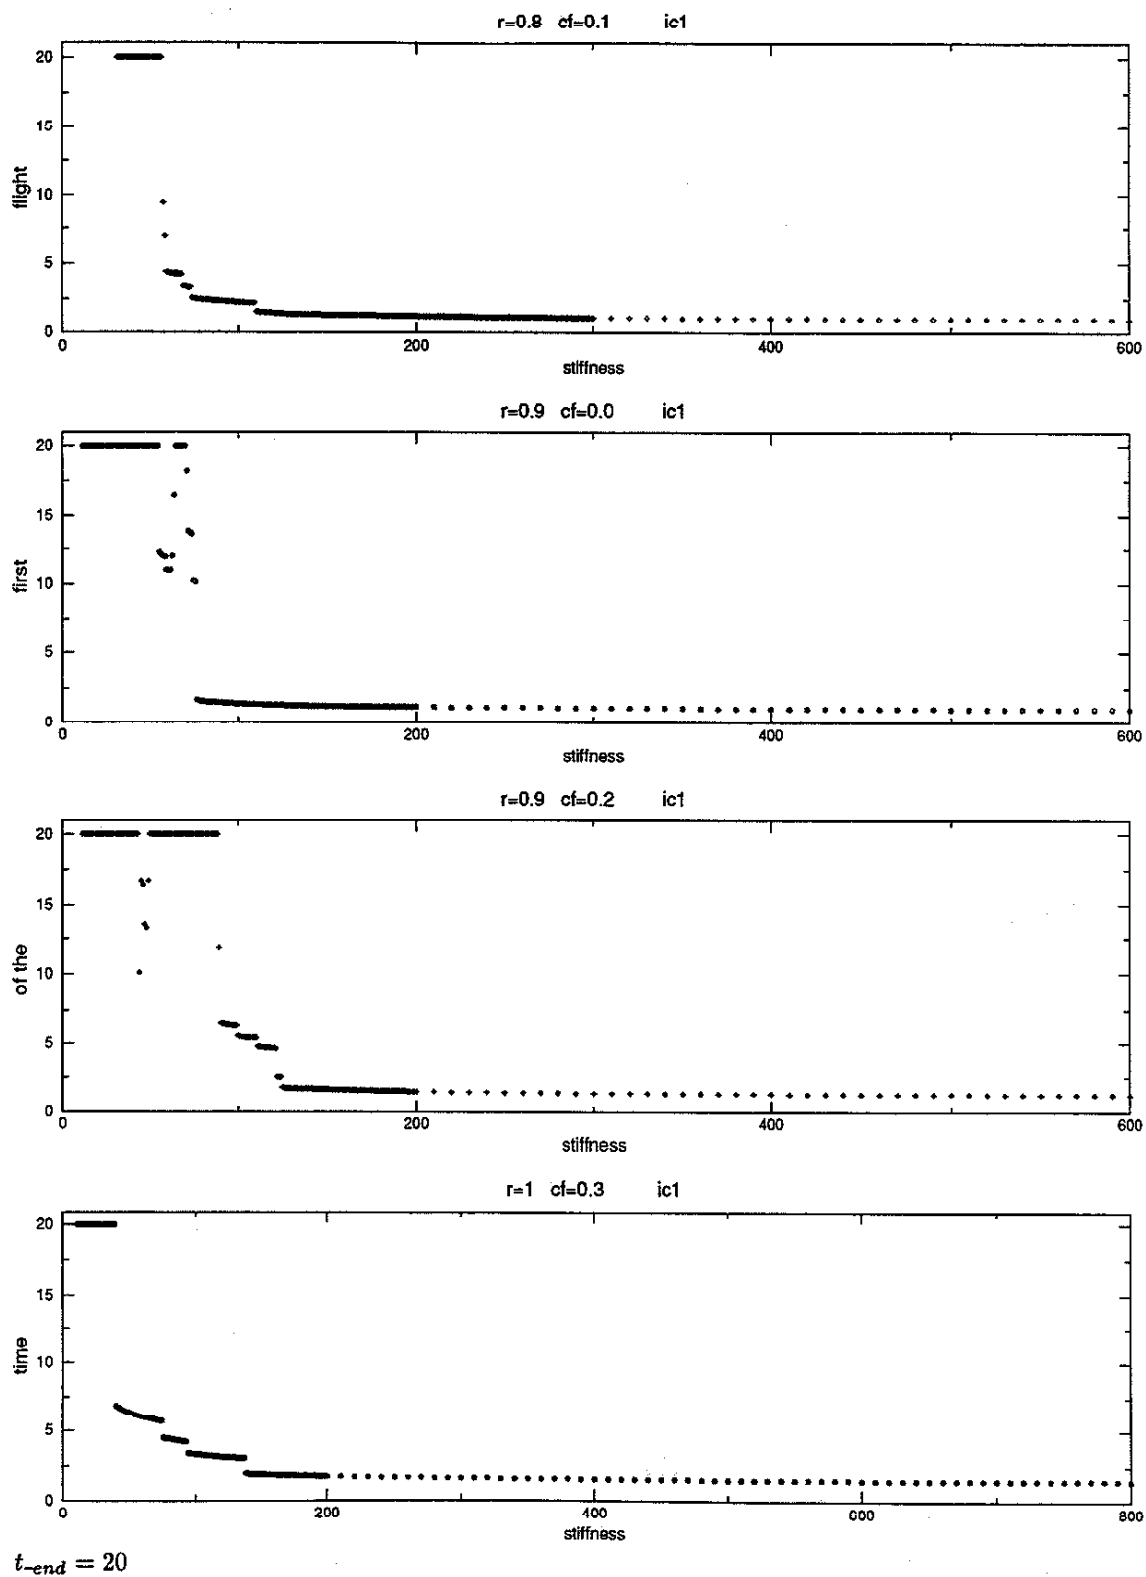 r=0.8 cf=0.1 ic1
20
15
10
5
0
flight
0 200 400 600
stiffness
r=0.9 cf=0.0 ic1
20
15
10
5
0
first
0 200 400 600
stiffness
r=0.9 cf=0.2 ic1
20
15
10
5
0
of the
0 200 400 600
stiffness
r=1 cf=0.3 ic1
20
15
10
5
0
time
0 200 400 600 800
stiffness
t_end = 20